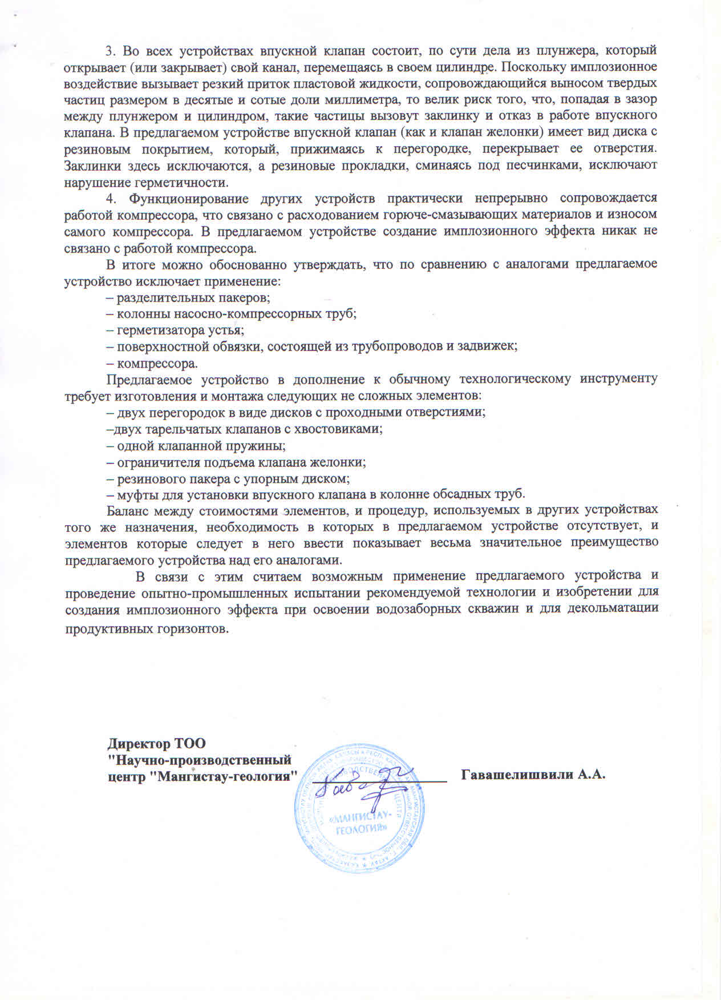 3. Во всех устройствах впускной клапан состоит, по сути дела из плунжера, который
открывает (или закрывает) свой канал, перемещаясь в своем цилиндре. Поскольку имплозионное
воздействие вызывает резкий приток пластовой жидкости, сопровождающийся выносом твердых
частиц размером в десятые и сотые доли миллиметра, то велик риск того, что, попадая в зазор
между плунжером и цилиндром, такие частицы вызовут заклинку и отказ в работе впускного
клапана. В предлагаемом устройстве впускной клапан (как и клапан желонки) имеет вид диска с
резиновым покрытием, который, прижимаясь к перегородке, перекрывает ее отверстия.
Заклинки здесь исключаются, а резиновые прокладки, сминаясь под песчинками, исключают
нарушение герметичности.
4. Функционирование других устройств практически непрерывно сопровождается
работой компрессора, что связано с расходованием горюче-смазывающих материалов и износом
самого компрессора. В предлагаемом устройстве создание имплозионного эффекта никак не
связано с работой компрессора.
В итоге можно обоснованно утверждать, что по сравнению с аналогами предлагаемое
устройство исключает применение:
– разделительных пакеров;
– колонны насосно-компрессорных труб;
– герметизатора устья;
– поверхностной обвязки, состоящей из трубопроводов и задвижек;
– компрессора.
Предлагаемое устройство в дополнение к обычному технологическому инструменту
требует изготовления и монтажа следующих не сложных элементов:
– двух перегородок в виде дисков с проходными отверстиями;
–двух тарельчатых клапанов с хвостовиками;
– одной клапанной пружины;
– ограничителя подъема клапана желонки;
– резинового пакера с упорным диском;
– муфты для установки впускного клапана в колонне обсадных труб.
Баланс между стоимостями элементов, и процедур, используемых в других устройствах
того же назначения, необходимость в которых в предлагаемом устройстве отсутствует, и
элементов которые следует в него ввести показывает весьма значительное преимущество
предлагаемого устройства над его аналогами.
В связи с этим считаем возможным применение предлагаемого устройства и
проведение опытно-промышленных испытании рекомендуемой технологии и изобретении для
создания имплозионного эффекта при освоении водозаборных скважин и для декольматации
продуктивных горизонтов.
Директор ТОО
"Научно-производственный
центр "Мангистау-геология" Гавашелишвили А.А.
«МАНГИСТАУ-
ГЕОЛОГИЯ»